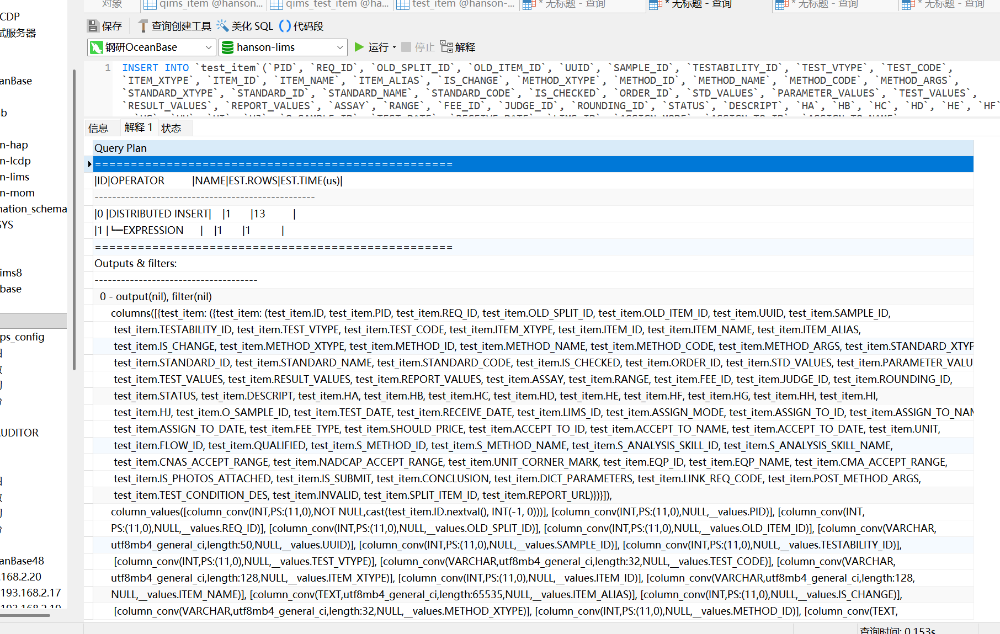 对象
qims_item @hanson...
qims_test_item @ha...
test_item @hanson-...
* 无标题 - 查询
* 无标题 - 查询
* 无标题 - 查询
* 无标题 - 查询
保存
查询创建工具
美化 SQL
代码段
钢研OceanBase
hanson-lims
运行
停止
解释
1
INSERT INTO `test_item`(`PID`, `REQ_ID`, `OLD_SPLIT_ID`, `OLD_ITEM_ID`, `UUID`, `SAMPLE_ID`, `TESTABILITY_ID`, `TEST_VTYPE`, `TEST_CODE`,
`ITEM_XTYPE`, `ITEM_ID`, `ITEM_NAME`, `ITEM_ALIAS`, `IS_CHANGE`, `METHOD_XTYPE`, `METHOD_ID`, `METHOD_NAME`, `METHOD_CODE`, `METHOD_ARGS`,
`STANDARD_XTYPE`, `STANDARD_ID`, `STANDARD_NAME`, `STANDARD_CODE`, `IS_CHECKED`, `ORDER_ID`, `STD_VALUES`, `PARAMETER_VALUES`, `TEST_VALUES`,
`RESULT_VALUES`, `REPORT_VALUES`, `ASSAY`, `RANGE`, `FEE_ID`, `JUDGE_ID`, `ROUNDING_ID`, `STATUS`, `DESCRIPT`, `HA`, `HB`, `HC`, `HD`, `HE`, `HF`
`HG`, `HH`, `HI`, `HJ`, `O_SAMPLE_ID`, `TEST_DATE`, `RECEIVE_DATE`, `LIMS_ID`, `ASSIGN_MODE`, `ASSIGN_TO_ID`, `ASSIGN_TO_NAME`
信息
解释 1
状态
Query Plan
==================================================
|ID|OPERATOR |NAME|EST.ROWS|EST.TIME(us)|
--------------------------------------------------
|0 |DISTRIBUTED INSERT| |1 |13 |
|1 |└─EXPRESSION | |1 |1 |
==================================================
Outputs & filters:
-------------------------------------
0 - output(nil), filter(nil)
columns([{test_item: ({test_item: (test_item.ID, test_item.PID, test_item.REQ_ID, test_item.OLD_SPLIT_ID, test_item.OLD_ITEM_ID, test_item.UUID, test_item.SAMPLE_ID,
test_item.TESTABILITY_ID, test_item.TEST_VTYPE, test_item.TEST_CODE, test_item.ITEM_XTYPE, test_item.ITEM_ID, test_item.ITEM_NAME, test_item.ITEM_ALIAS,
test_item.IS_CHANGE, test_item.METHOD_XTYPE, test_item.METHOD_ID, test_item.METHOD_NAME, test_item.METHOD_CODE, test_item.METHOD_ARGS, test_item.STANDARD_XTYP
test_item.STANDARD_ID, test_item.STANDARD_NAME, test_item.STANDARD_CODE, test_item.IS_CHECKED, test_item.ORDER_ID, test_item.STD_VALUES, test_item.PARAMETER_VALU
test_item.TEST_VALUES, test_item.RESULT_VALUES, test_item.REPORT_VALUES, test_item.ASSAY, test_item.RANGE, test_item.FEE_ID, test_item.JUDGE_ID, test_item.ROUNDING_ID,
test_item.STATUS, test_item.DESCRIPT, test_item.HA, test_item.HB, test_item.HC, test_item.HD, test_item.HE, test_item.HF, test_item.HG, test_item.HH, test_item.HI,
test_item.HJ, test_item.O_SAMPLE_ID, test_item.TEST_DATE, test_item.RECEIVE_DATE, test_item.LIMS_ID, test_item.ASSIGN_MODE, test_item.ASSIGN_TO_ID, test_item.ASSIGN_TO_NAM
test_item.ASSIGN_TO_DATE, test_item.FEE_TYPE, test_item.SHOULD_PRICE, test_item.ACCEPT_TO_ID, test_item.ACCEPT_TO_NAME, test_item.ACCEPT_TO_DATE, test_item.UNIT,
test_item.FLOW_ID, test_item.QUALIFIED, test_item.S_METHOD_ID, test_item.S_METHOD_NAME, test_item.S_ANALYSIS_SKILL_ID, test_item.S_ANALYSIS_SKILL_NAME,
test_item.CNAS_ACCEPT_RANGE, test_item.NADCAP_ACCEPT_RANGE, test_item.UNIT_CORNER_MARK, test_item.EQP_ID, test_item.EQP_NAME, test_item.CMA_ACCEPT_RANGE,
test_item.IS_PHOTOS_ATTACHED, test_item.IS_SUBMIT, test_item.CONCLUSION, test_item.DICT_PARAMETERS, test_item.LINK_REQ_CODE, test_item.POST_METHOD_ARGS,
test_item.TEST_CONDITION_DES, test_item.INVALID, test_item.SPLIT_ITEM_ID, test_item.REPORT_URL)})}]),
column_values([column_conv(INT,PS:(11,0),NOT NULL,cast(test_item.ID.nextval(), INT(-1, 0)))], [column_conv(INT,PS:(11,0),NULL,__values.PID)], [column_conv(INT,
PS:(11,0),NULL,__values.REQ_ID)], [column_conv(INT,PS:(11,0),NULL,__values.OLD_SPLIT_ID)], [column_conv(INT,PS:(11,0),NULL,__values.OLD_ITEM_ID)], [column_conv(VARCHAR,
utf8mb4_general_ci,length:50,NULL,__values.UUID)], [column_conv(INT,PS:(11,0),NULL,__values.SAMPLE_ID)], [column_conv(INT,PS:(11,0),NULL,__values.TESTABILITY_ID)],
[column_conv(INT,PS:(11,0),NULL,__values.TEST_VTYPE)], [column_conv(VARCHAR,utf8mb4_general_ci,length:32,NULL,__values.TEST_CODE)], [column_conv(VARCHAR,
utf8mb4_general_ci,length:128,NULL,__values.ITEM_XTYPE)], [column_conv(INT,PS:(11,0),NULL,__values.ITEM_ID)], [column_conv(VARCHAR,utf8mb4_general_ci,length:128,
NULL,__values.ITEM_NAME)], [column_conv(TEXT,utf8mb4_general_ci,length:65535,NULL,__values.ITEM_ALIAS)], [column_conv(INT,PS:(11,0),NULL,__values.IS_CHANGE)],
[column_conv(VARCHAR,utf8mb4_general_ci,length:32,NULL,__values.METHOD_XTYPE)], [column_conv(INT,PS:(11,0),NULL,__values.METHOD_ID)], [column_conv(TEXT,
查询时间: 0.153s
CDP
试服务器
anBase
b
n-hap
n-lcdp
n-lims
n-mom
nation_schema
SYS
ims8
base
ps_config
UDITOR
anBase48
.168.2.20
193.168.2.17
193.168.2.19